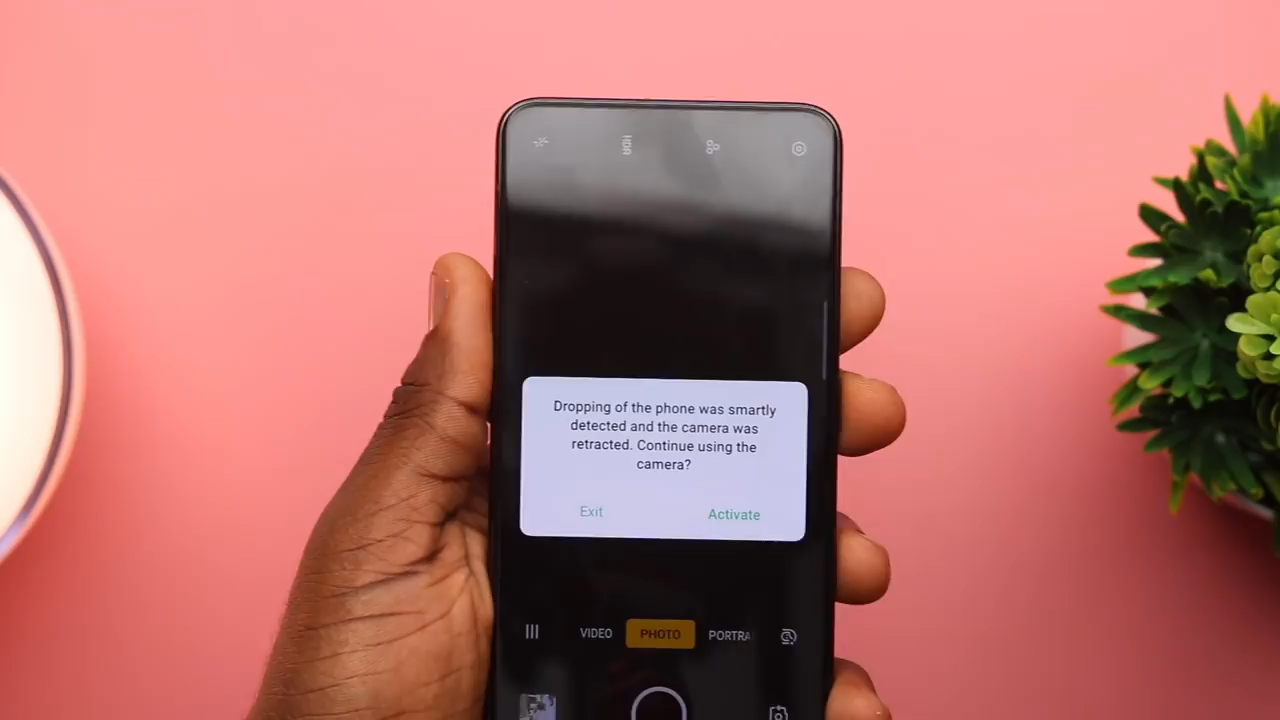 HDR
Dropping of the phone was smartly
detected and the camera was
retracted. Continue using the
camera?
Exit Activate
VIDEO PHOTO PORTRA